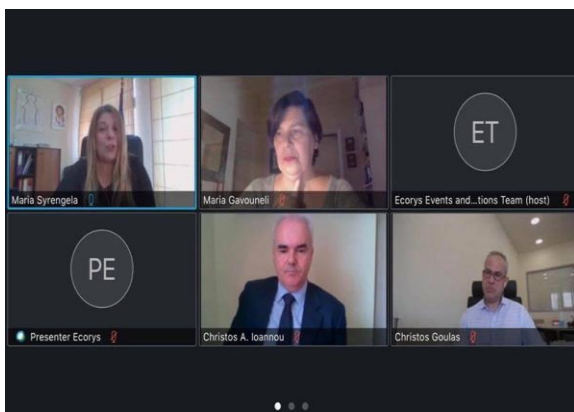 ET
Maria Syrengela
Maria Gavouneli
Ecorys Events and...tions Team (host)
PE
Presenter Ecorys
Christos A. Ioannou
Christos Goulas